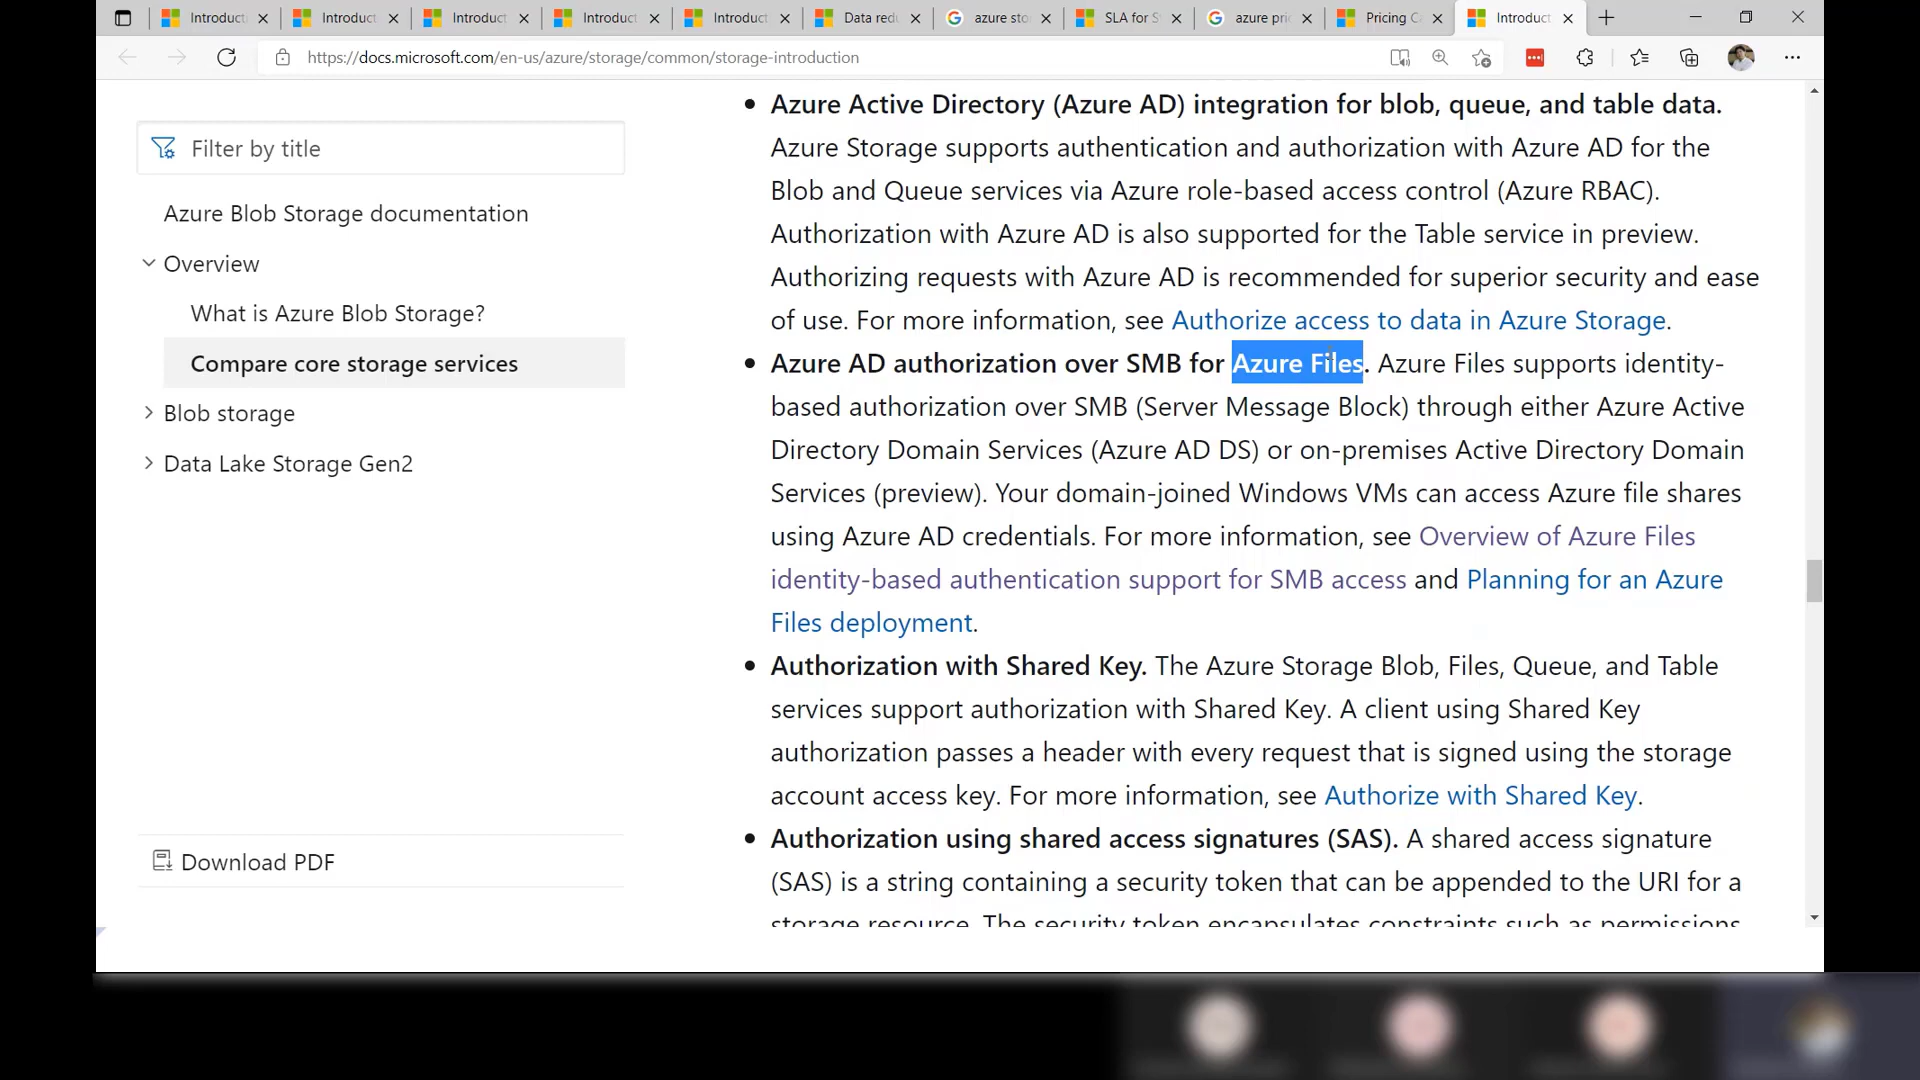 Introduct
Introduct
Introduct
Introduct
Introduct
Data redu
azure sto
SLA for S
azure pric
Pricing Ca
Introduct
https://docs.microsoft.com/en-us/azure/storage/common/storage-introduction
Filter by title
Azure Blob Storage documentation
Overview
What is Azure Blob Storage?
Compare core storage services
Blob storage
Data Lake Storage Gen2
Download PDF
• Azure Active Directory (Azure AD) integration for blob, queue, and table data.
Azure Storage supports authentication and authorization with Azure AD for the
Blob and Queue services via Azure role-based access control (Azure RBAC).
Authorization with Azure AD is also supported for the Table service in preview.
Authorizing requests with Azure AD is recommended for superior security and ease
of use. For more information, see Authorize access to data in Azure Storage.
• Azure AD authorization over SMB for Azure Files. Azure Files supports identity-
based authorization over SMB (Server Message Block) through either Azure Active
Directory Domain Services (Azure AD DS) or on-premises Active Directory Domain
Services (preview). Your domain-joined Windows VMs can access Azure file shares
using Azure AD credentials. For more information, see Overview of Azure Files
identity-based authentication support for SMB access and Planning for an Azure
Files deployment.
• Authorization with Shared Key. The Azure Storage Blob, Files, Queue, and Table
services support authorization with Shared Key. A client using Shared Key
authorization passes a header with every request that is signed using the storage
account access key. For more information, see Authorize with Shared Key.
• Authorization using shared access signatures (SAS). A shared access signature
(SAS) is a string containing a security token that can be appended to the URI for a
storage resource. The security token encapsulates constraints such as permissions